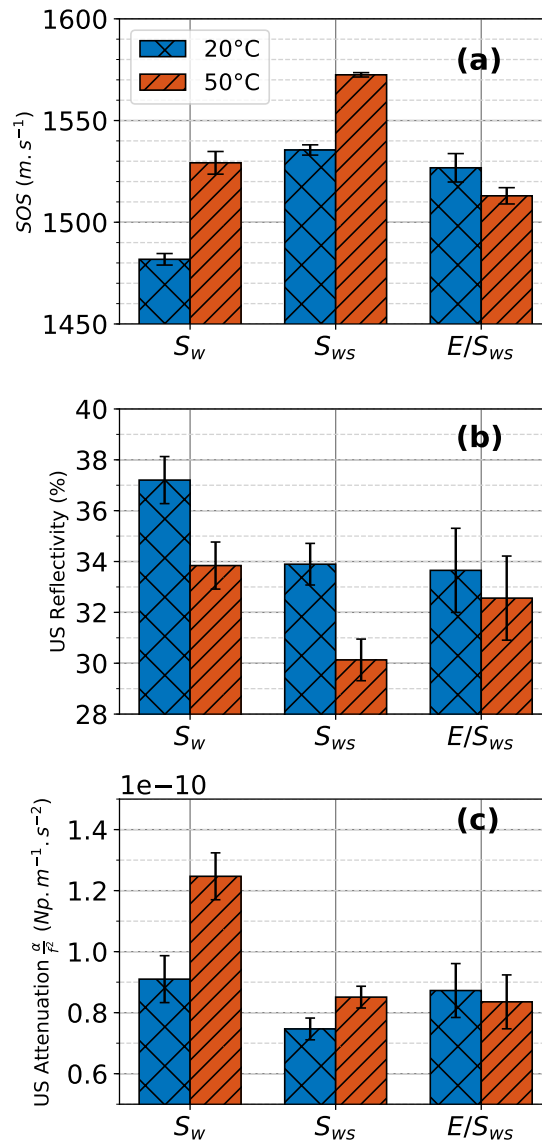 1600
1550
1500
1450
SOS (m.s⁻¹)
20°C
50°C
(a)
S_w
S_ws
E/S_ws
40
38
36
34
32
30
28
US Reflectivity (%)
(b)
S_w
S_ws
E/S_ws
1e−10
1.4
1.2
1.0
0.8
0.6
US Attenuation α/f² (Np.m⁻¹.s⁻²)
(c)
S_w
S_ws
E/S_ws